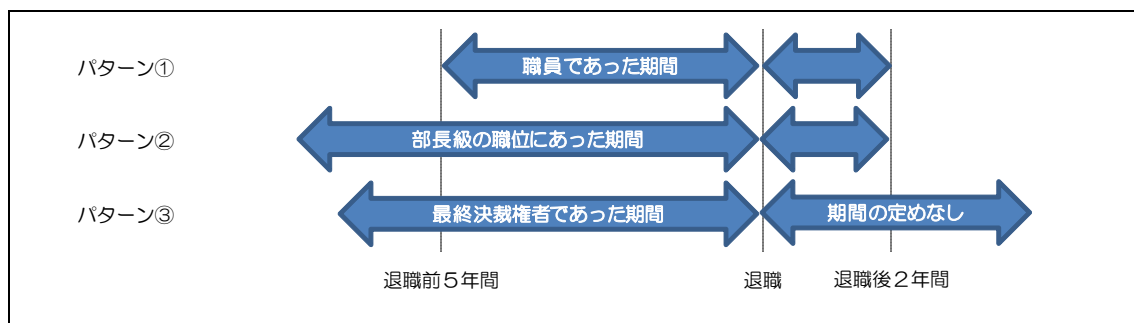 パターン①
職員であった期間
パターン②
部長級の職位にあった期間
パターン③
最終決裁権者であった期間
期間の定めなし
退職前５年間
退職
退職後２年間